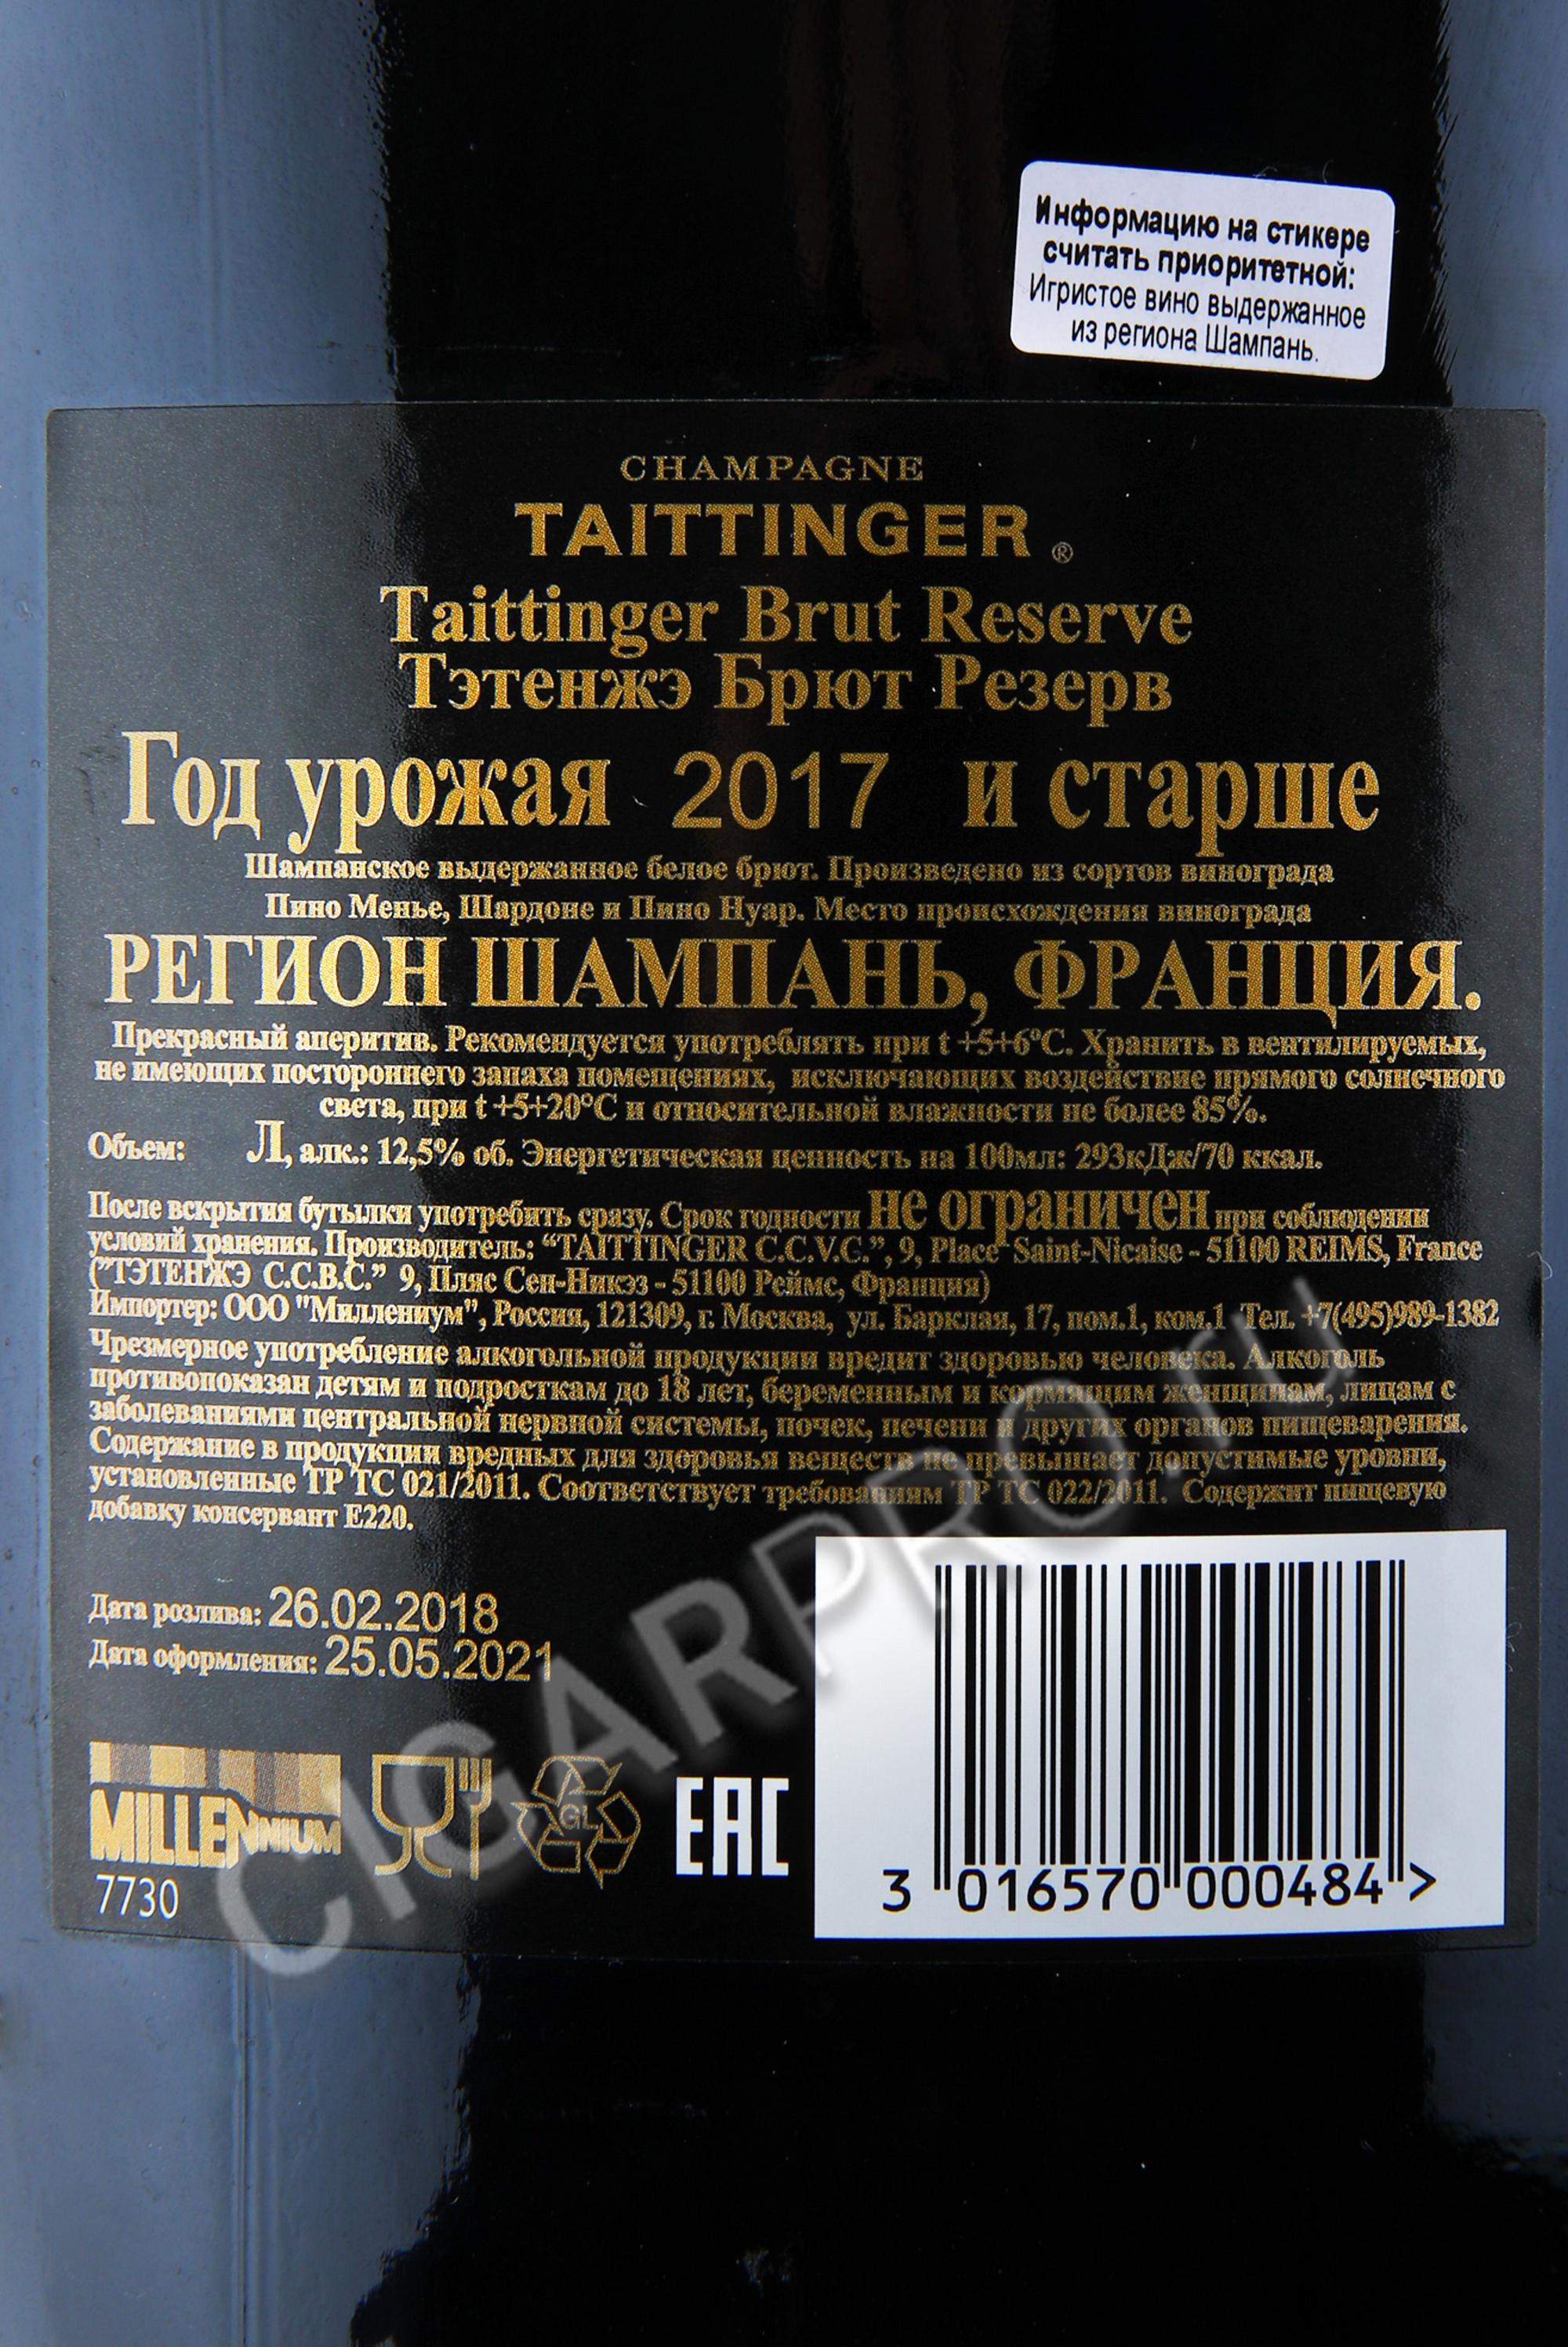 Информацию на стикере
считать приоритетной:
Игристое вино выдержанное
из региона Шампань.
CHAMPAGNE
TAITTINGER ®
Taittinger Brut Reserve
Тэтенжэ Брют Резерв
Год урожая 2017 и старше
Шампанское выдержанное белое брют. Произведено из сортов винограда
Пино Менье, Шардоне и Пино Нуар. Место происхождения винограда
РЕГИОН ШАМПАНЬ, ФРАНЦИЯ.
Прекрасный аперитив. Рекомендуется употреблять при t +5+6°C. Хранить в вентилируемых,
не имеющих постороннего запаха помещениях, исключающих воздействие прямого солнечного
света, при t +5+20°C и относительной влажности не более 85%.
Объем: Л, алк.: 12,5% об. Энергетическая ценность на 100мл: 293кДж/70 ккал.
После вскрытия бутылки употребить сразу. Срок годности не ограничен при соблюдении
условий хранения. Производитель: “TAITTINGER C.C.V.C.”, 9, Place Saint-Nicaise - 51100 REIMS, France
("ТЭТЕНЖЭ С.С.В.С.” 9, Пляс Сен-Никэз - 51100 Реймс, Франция)
Импортер: ООО "Миллениум", Россия, 121309, г. Москва, ул. Барклая, 17, пом.1, ком.1 Тел. +7(495)989-1382
Чрезмерное употребление алкогольной продукции вредит здоровью человека. Алкоголь
противопоказан детям и подросткам до 18 лет, беременным и кормящим женщинам, лицам с
заболеваниями центральной нервной системы, почек, печени и других органов пищеварения.
Содержание в продукции вредных для здоровья веществ не превышает допустимые уровни,
установленные ТР ТС 021/2011. Соответствует требованиям ТР ТС 022/2011. Содержит пищевую
добавку консервант Е220.
Дата розлива: 26.02.2018
Дата оформления: 25.05.2021
MILLENNIUM
7730
GL
EAC
3 016570 000484 >
CIGARPRO.ru